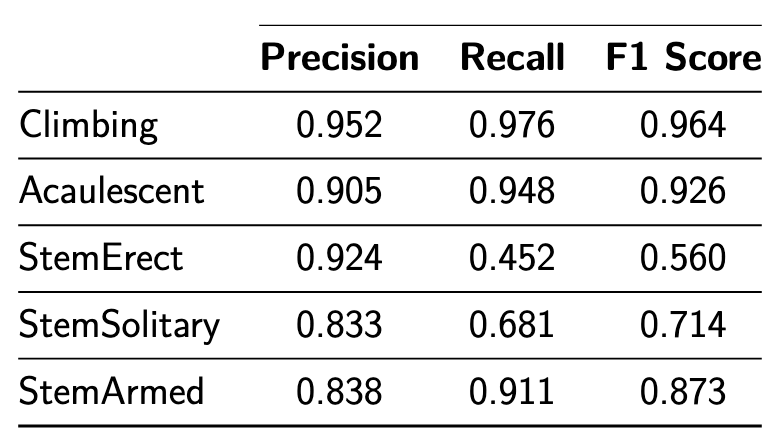 Precision Recall F1 Score
Climbing 0.952 0.976 0.964
Acaulescent 0.905 0.948 0.926
StemErect 0.924 0.452 0.560
StemSolitary 0.833 0.681 0.714
StemArmed 0.838 0.911 0.873